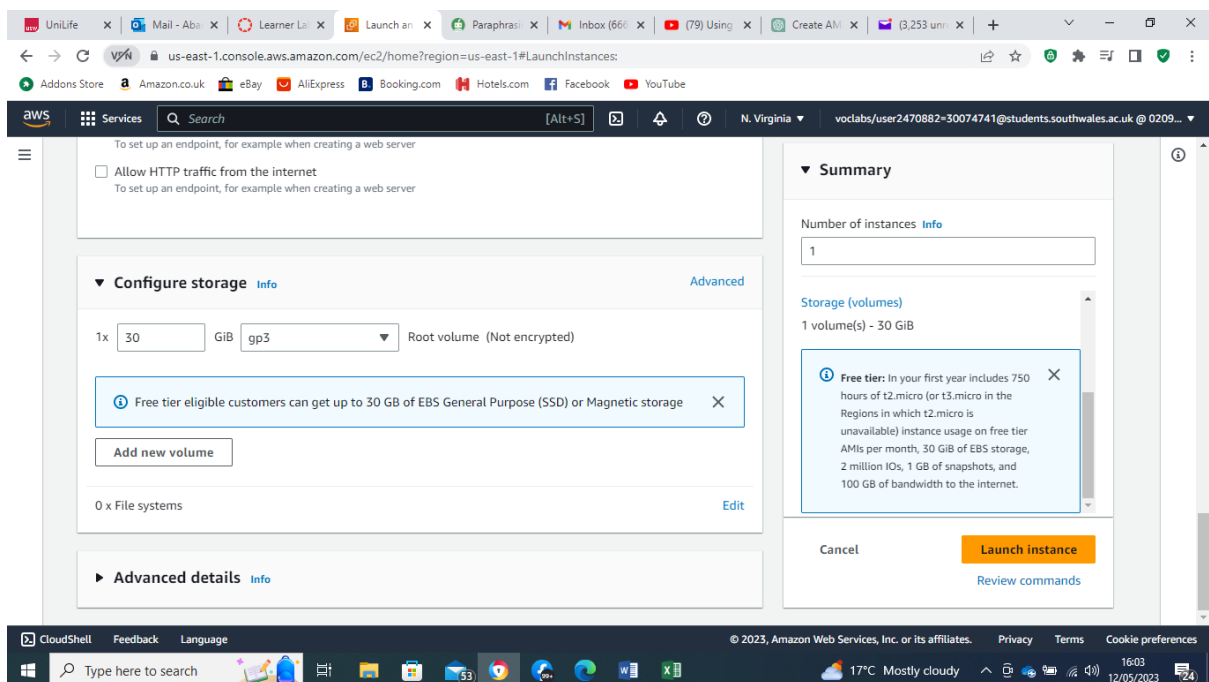 UniLife
Mail - Aba
Learner La
Launch an
Paraphrasi
Inbox (666
(79) Using
Create AM
(3,253 unr
VPN
us-east-1.console.aws.amazon.com/ec2/home?region=us-east-1#LaunchInstances:
Addons Store
Amazon.co.uk
eBay
AliExpress
Booking.com
Hotels.com
Facebook
YouTube
aws
Services
Search
[Alt+S]
N. Virginia
voclabs/user2470882=30074741@students.southwales.ac.uk @ 0209...
To set up an endpoint, for example when creating a web server
Allow HTTP traffic from the internet
To set up an endpoint, for example when creating a web server
Configure storage Info
Advanced
1x 30 GiB gp3 Root volume (Not encrypted)
Free tier eligible customers can get up to 30 GB of EBS General Purpose (SSD) or Magnetic storage
Add new volume
0 x File systems
Edit
Advanced details Info
Summary
Number of instances Info
1
Storage (volumes)
1 volume(s) - 30 GiB
Free tier: In your first year includes 750
hours of t2.micro (or t3.micro in the
Regions in which t2.micro is
unavailable) instance usage on free tier
AMIs per month, 30 GiB of EBS storage,
2 million IOs, 1 GB of snapshots, and
100 GB of bandwidth to the internet.
Cancel
Launch instance
Review commands
CloudShell
Feedback
Language
© 2023, Amazon Web Services, Inc. or its affiliates.
Privacy
Terms
Cookie preferences
Type here to search
53
99+
17°C Mostly cloudy
16:03
12/05/2023
24